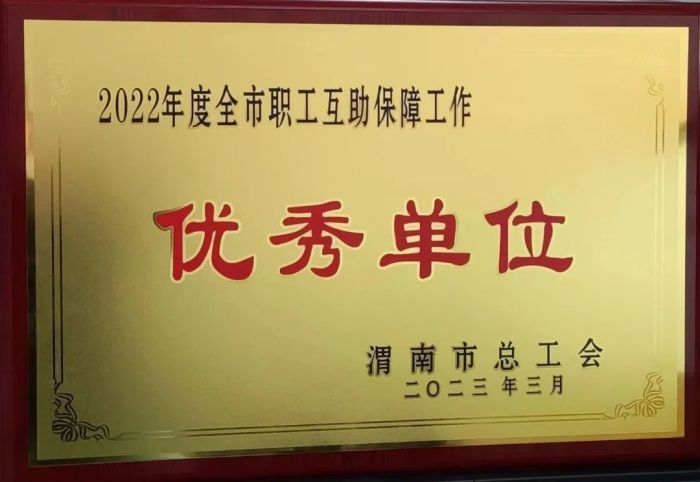 2022年度全市职工互助保障工作
优秀单位
渭南市总工会
二〇二三年三月